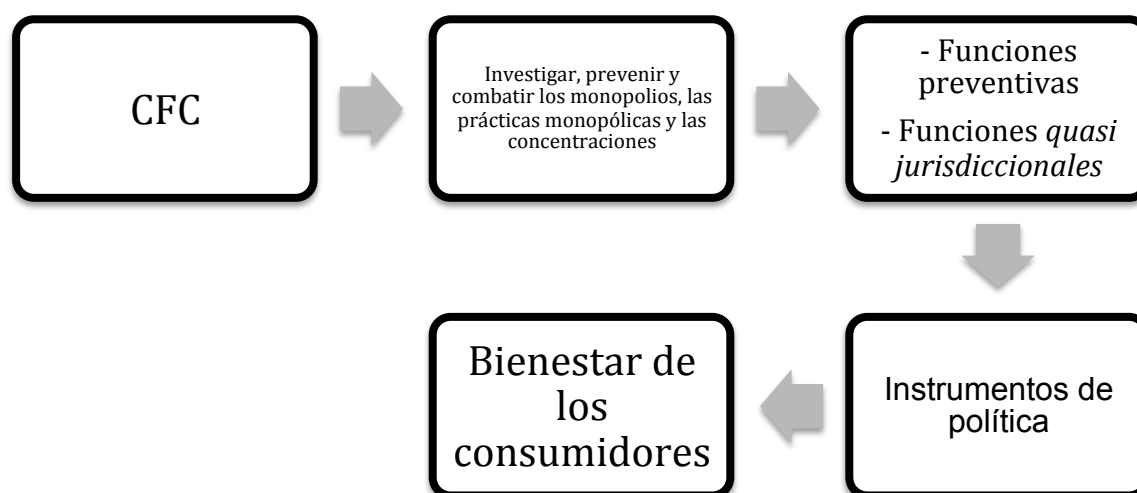 CFC
Investigar, prevenir y
combatir los monopolios, las
prácticas monopólicas y las
concentraciones
- Funciones
preventivas
- Funciones quasi
jurisdiccionales
Instrumentos de
política
Bienestar de
los
consumidores